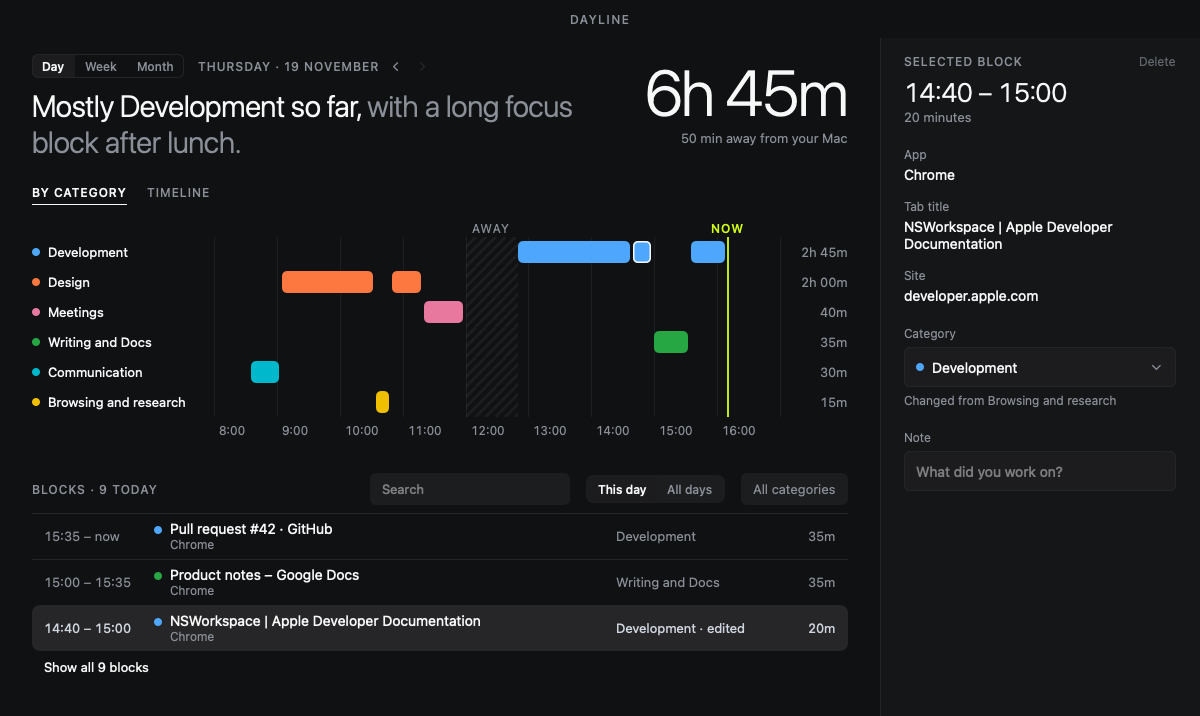 DAYLINE
Day Week Month THURSDAY · 19 NOVEMBER
Mostly Development so far, with a long focus
block after lunch.
6h 45m
50 min away from your Mac
BY CATEGORY TIMELINE
AWAY NOW
Development 2h 45m
Design 2h 00m
Meetings 40m
Writing and Docs 35m
Communication 30m
Browsing and research 15m
8:00 9:00 10:00 11:00 12:00 13:00 14:00 15:00 16:00
BLOCKS · 9 TODAY Search This day All days All categories
15:35 – now Pull request #42 · GitHub Development 35m
Chrome
15:00 – 15:35 Product notes – Google Docs Writing and Docs 35m
Chrome
14:40 – 15:00 NSWorkspace | Apple Developer Documentation Development · edited 20m
Chrome
Show all 9 blocks
SELECTED BLOCK Delete
14:40 – 15:00
20 minutes
App
Chrome
Tab title
NSWorkspace | Apple Developer
Documentation
Site
developer.apple.com
Category
Development
Changed from Browsing and research
Note
What did you work on?